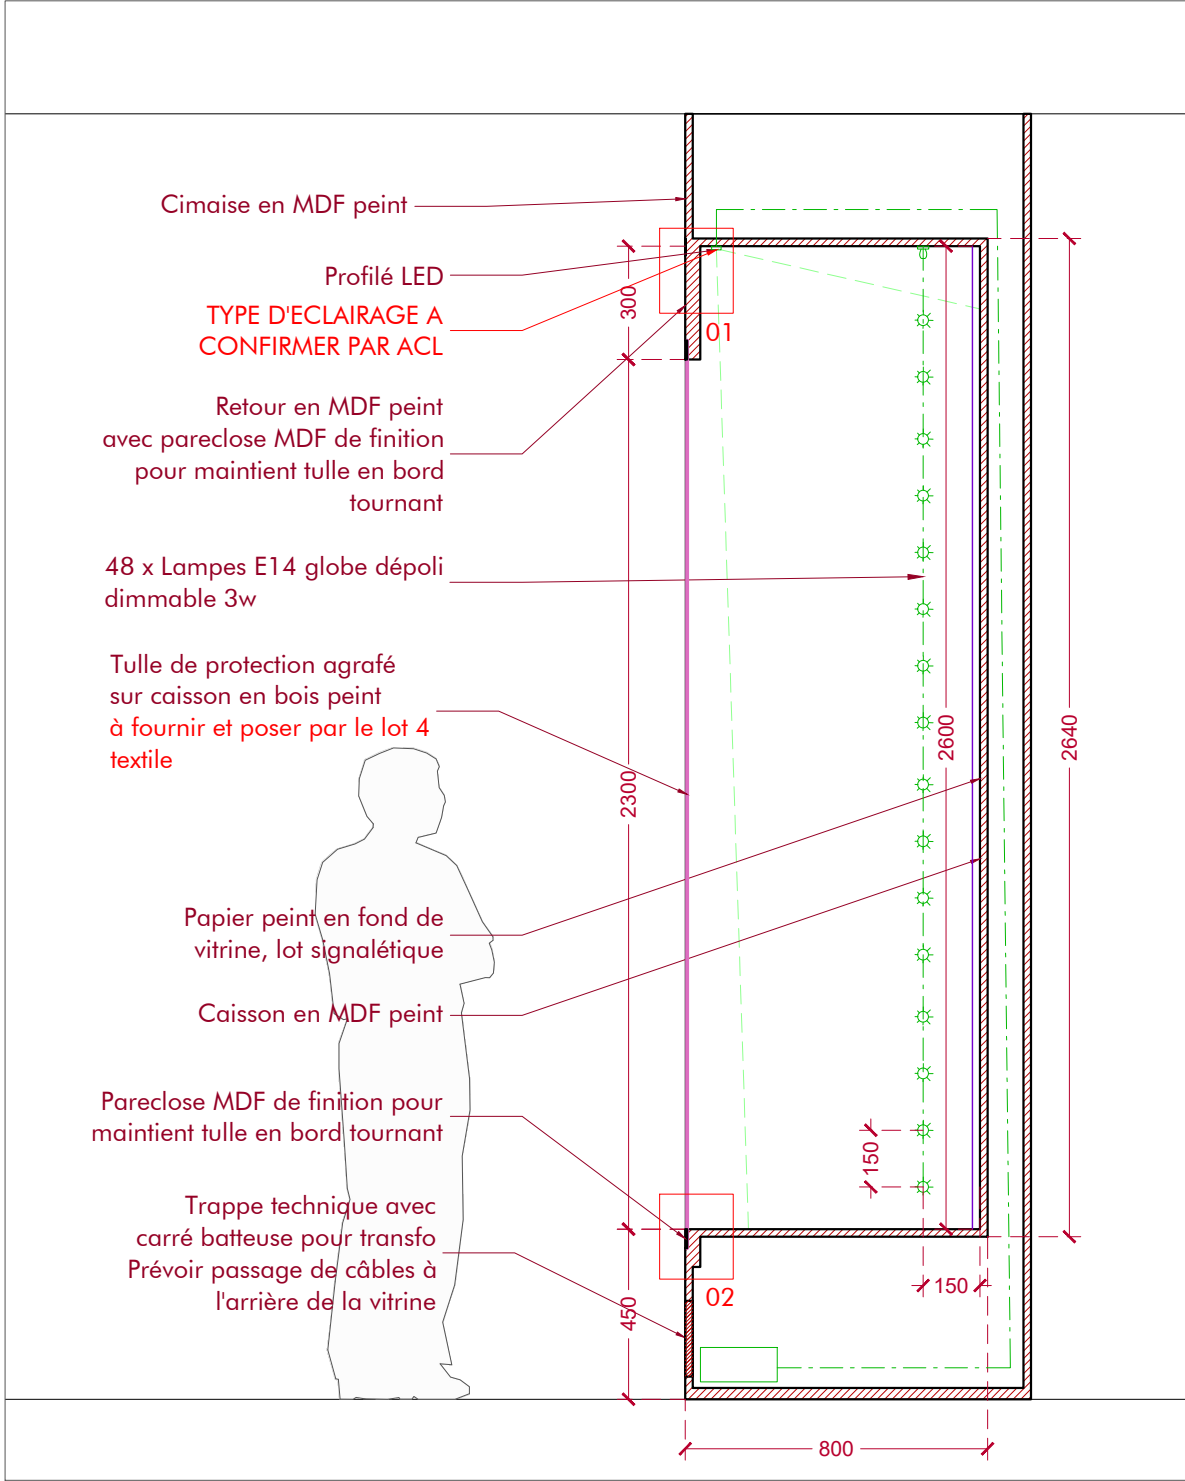 Cimaise en MDF peint
Profilé LED
TYPE D'ECLAIRAGE A
CONFIRMER PAR ACL
Retour en MDF peint
avec pareclose MDF de finition
pour maintient tulle en bord
tournant
48 x Lampes E14 globe dépoli
dimmable 3w
Tulle de protection agrafé
sur caisson en bois peint
à fournir et poser par le lot 4
textile
Papier peint en fond de
vitrine, lot signalétique
Caisson en MDF peint
Pareclose MDF de finition pour
maintient tulle en bord tournant
Trappe technique avec
carré batteuse pour transfo
Prévoir passage de câbles à
l'arrière de la vitrine
300
01
2300
2600
2640
150
02
150
450
800